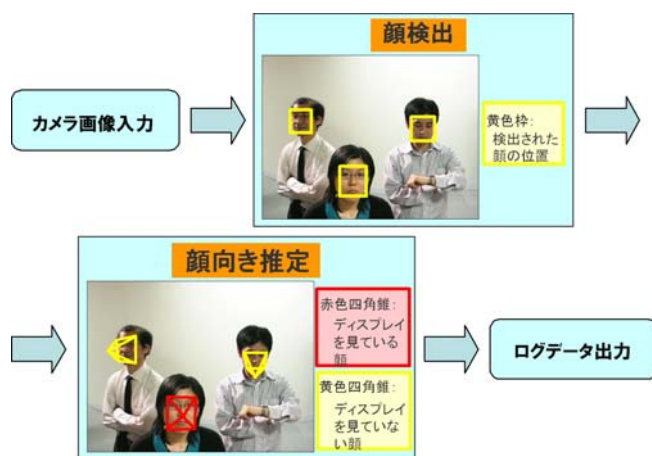 カメラ画像入力
顔検出
黄色枠：
検出された
顔の位置
顔向き推定
赤色四角錐：
ディスプレイ
を見ている
顔
黄色四角錐：
ディスプレイ
を見ていな
い顔
ログデータ出力